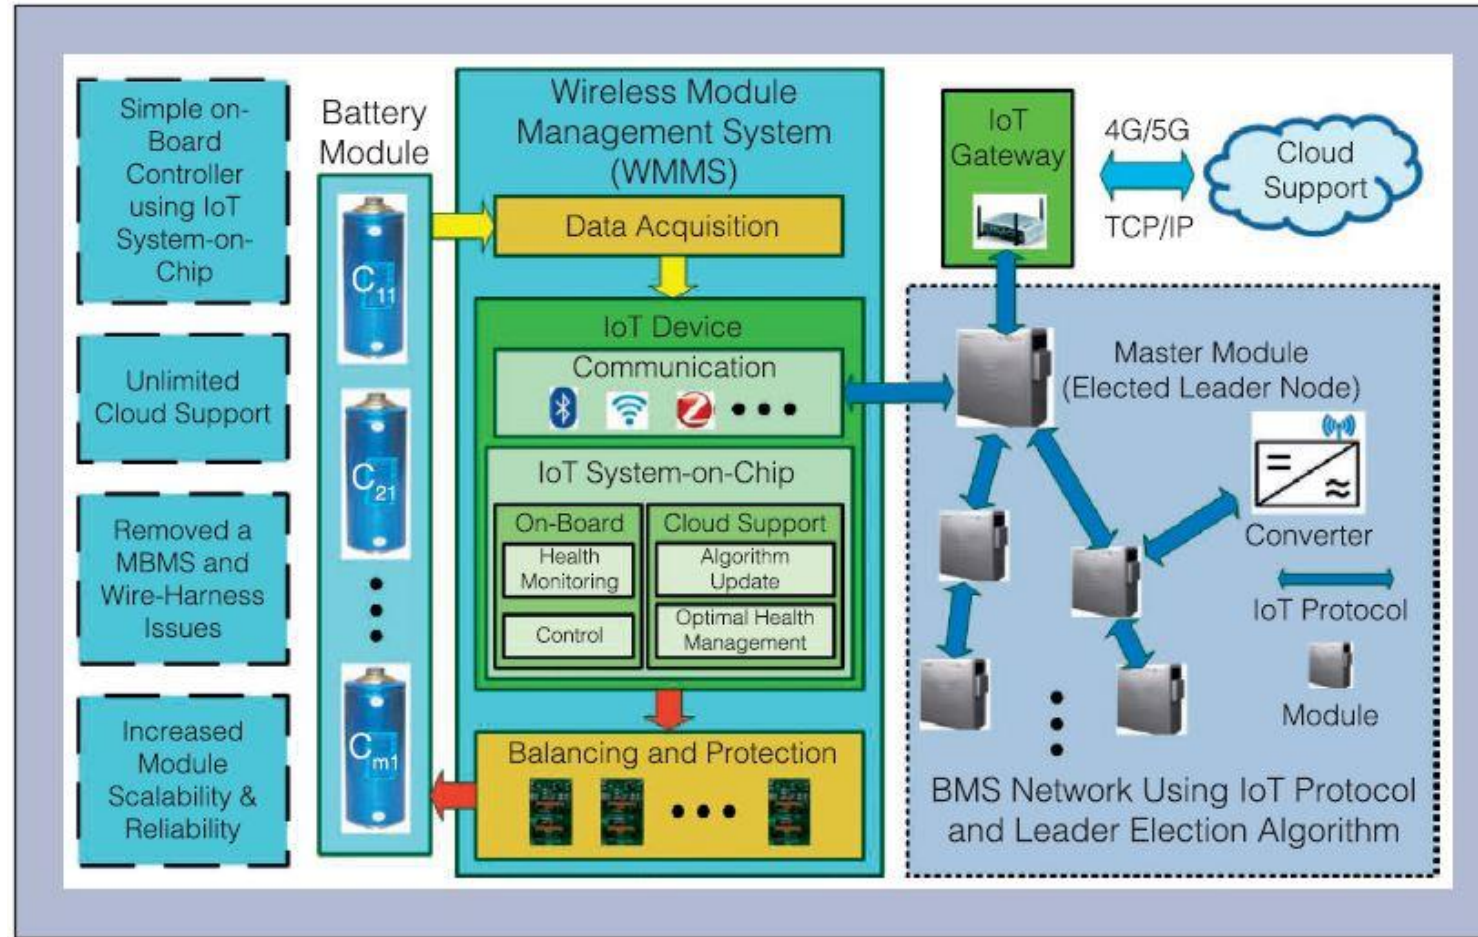 Simple on-
Board
Controller
using IoT
System-on-
Chip
Unlimited
Cloud Support
Removed a
MBMS and
Wire-Harness
Issues
Increased
Module
Scalability &
Reliability
Battery
Module
C11
C21
Cm1
Wireless Module
Management System
(WMMS)
Data Acquisition
IoT Device
Communication
IoT System-on-Chip
On-Board
Health
Monitoring
Control
Cloud Support
Algorithm
Update
Optimal Health
Management
Balancing and Protection
IoT
Gateway
4G/5G
TCP/IP
Cloud
Support
Master Module
(Elected Leader Node)
Converter
IoT Protocol
Module
BMS Network Using IoT Protocol
and Leader Election Algorithm